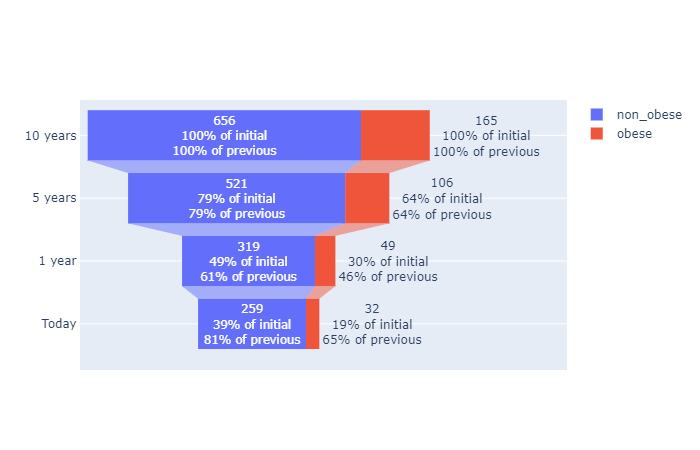 10 years
656
100% of initial
100% of previous
165
100% of initial
100% of previous
5 years
521
79% of initial
79% of previous
106
64% of initial
64% of previous
1 year
319
49% of initial
61% of previous
49
30% of initial
46% of previous
Today
259
39% of initial
81% of previous
32
19% of initial
65% of previous
non_obese
obese